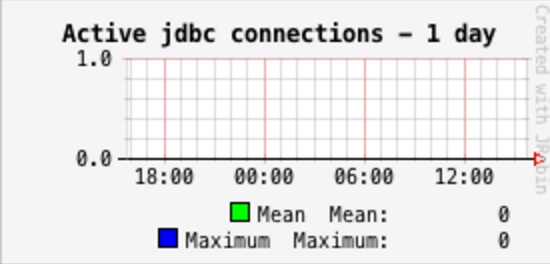 Active jdbc connections - 1 day
1.0
0.0
18:00 00:00 06:00 12:00
Mean Mean: 0
Maximum Maximum: 0
Created with JRobin